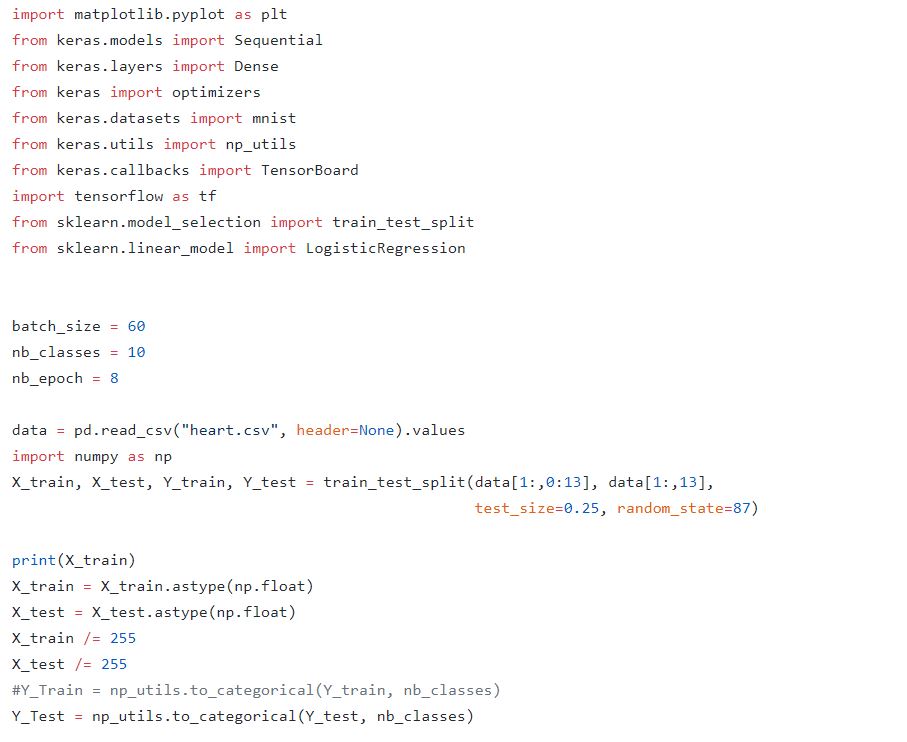 import matplotlib.pyplot as plt
from keras.models import Sequential
from keras.layers import Dense
from keras import optimizers
from keras.datasets import mnist
from keras.utils import np_utils
from keras.callbacks import TensorBoard
import tensorflow as tf
from sklearn.model_selection import train_test_split
from sklearn.linear_model import LogisticRegression
batch_size = 60
nb_classes = 10
nb_epoch = 8
data = pd.read_csv("heart.csv", header=None).values
import numpy as np
X_train, X_test, Y_train, Y_test = train_test_split(data[1:,0:13], data[1:,13],
test_size=0.25, random_state=87)
print(X_train)
X_train = X_train.astype(np.float)
X_test = X_test.astype(np.float)
X_train /= 255
X_test /= 255
#Y_Train = np_utils.to_categorical(Y_train, nb_classes)
Y_Test = np_utils.to_categorical(Y_test, nb_classes)